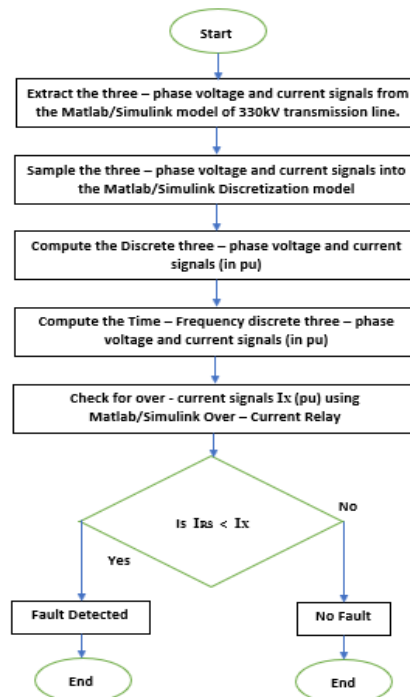 Start
Extract the three – phase voltage and current signals from
the Matlab/Simulink model of 330kV transmission line.
Sample the three – phase voltage and current signals into
the Matlab/Simulink Discretization model
Compute the Discrete three – phase voltage and current
signals (in pu)
Compute the Time – Frequency discrete three – phase
voltage and current signals (in pu)
Check for over - current signals Ix (pu) using
Matlab/Simulink Over – Current Relay
Is IRS < Ix
No
Yes
Fault Detected
No Fault
End
End